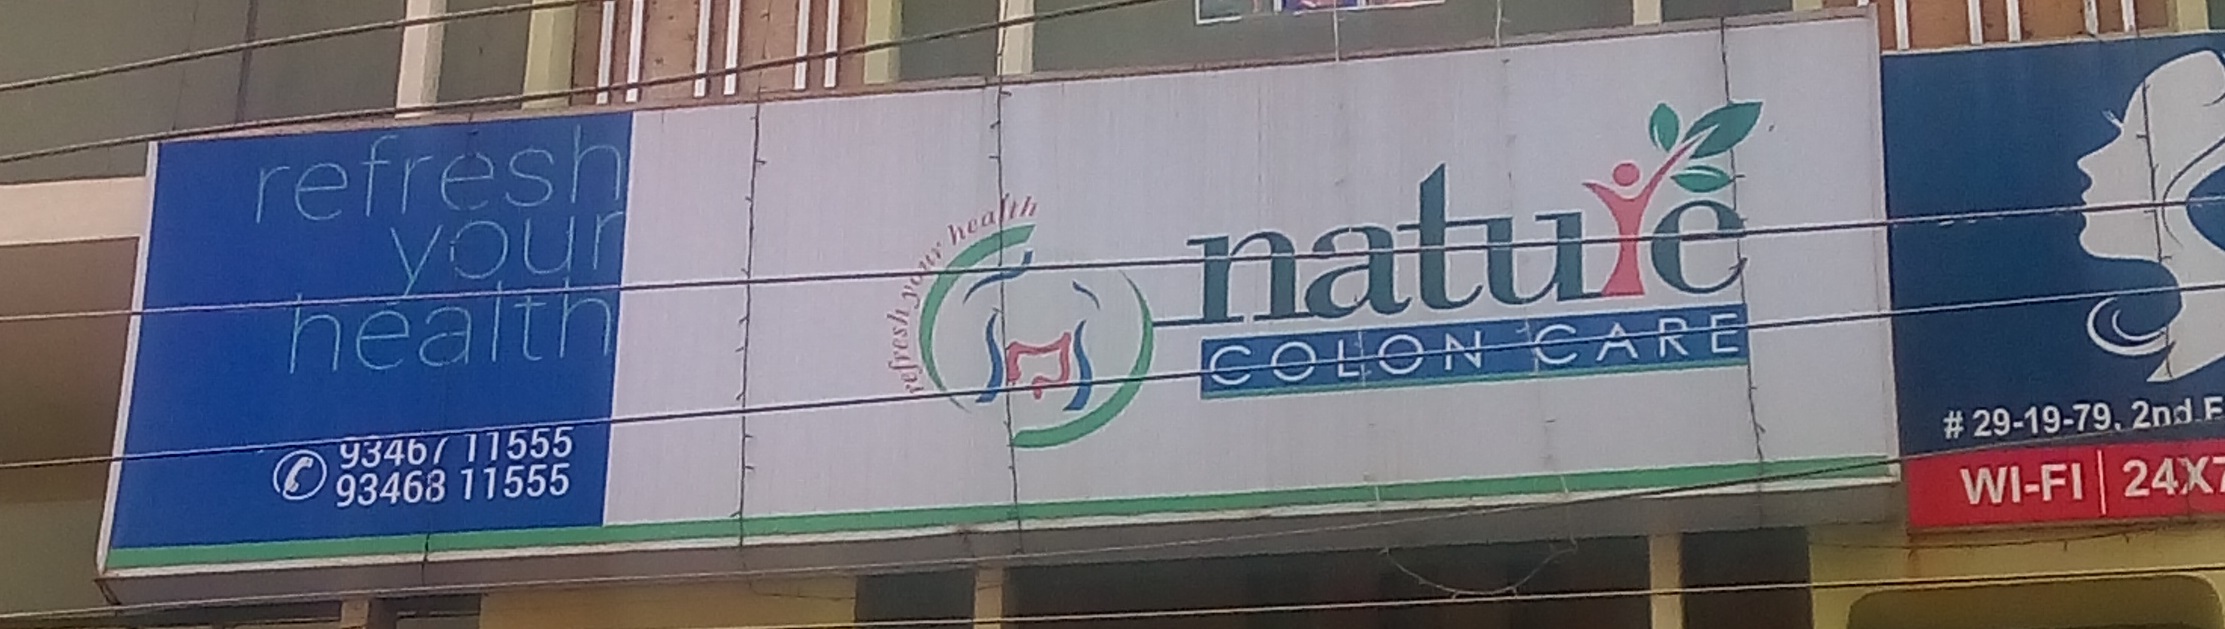 refresh
your
health
93467 11555
93468 11555
refresh your health
nature
COLON CARE
# 29-19-79, 2nd F
WI-FI | 24X7